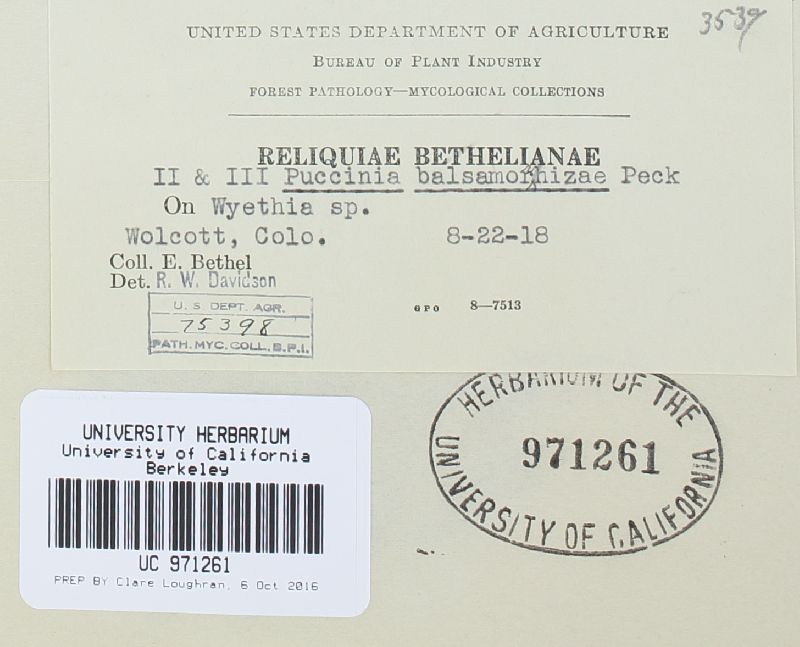 3539
UNITED STATES DEPARTMENT OF AGRICULTURE
BUREAU OF PLANT INDUSTRY
FOREST PATHOLOGY—MYCOLOGICAL COLLECTIONS
RELIQUIAE BETHELIANAE
II & III Puccinia balsamorhizae Peck
On Wyethia sp.
Wolcott, Colo. 8-22-18
Coll. E. Bethel
Det. R. W. Davidson
GPO 8—7513
U. S. DEPT. AGR.
75398
PATH. MYC. COLL., B.P.I.
HERBARIUM OF THE
971261
UNIVERSITY OF CALIFORNIA
UNIVERSITY HERBARIUM
University of California
Berkeley
UC 971261
PREP BY Clare Loughran, 6 Oct 2016